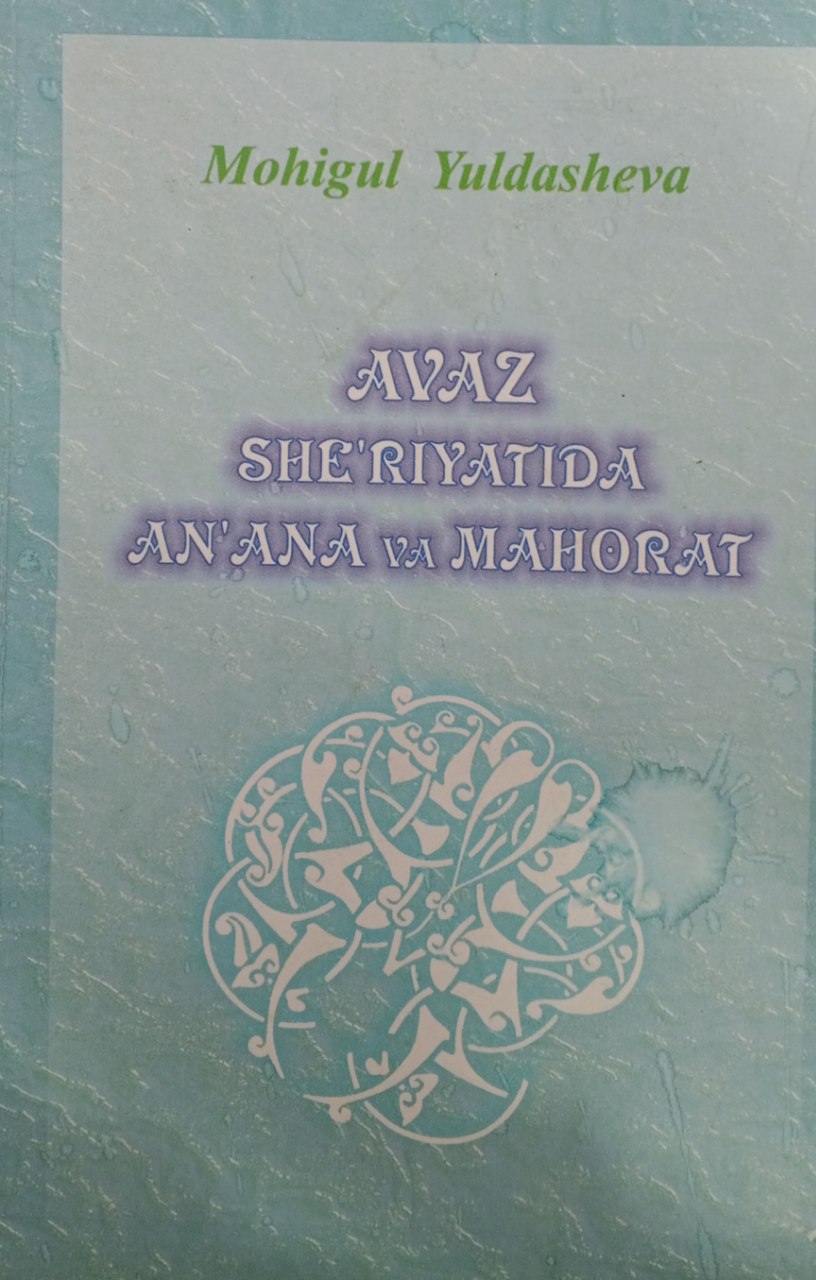 Mohigul Yuldasheva
AVAZ
SHE'RIYATIDA
AN'ANA VA MAHORAT